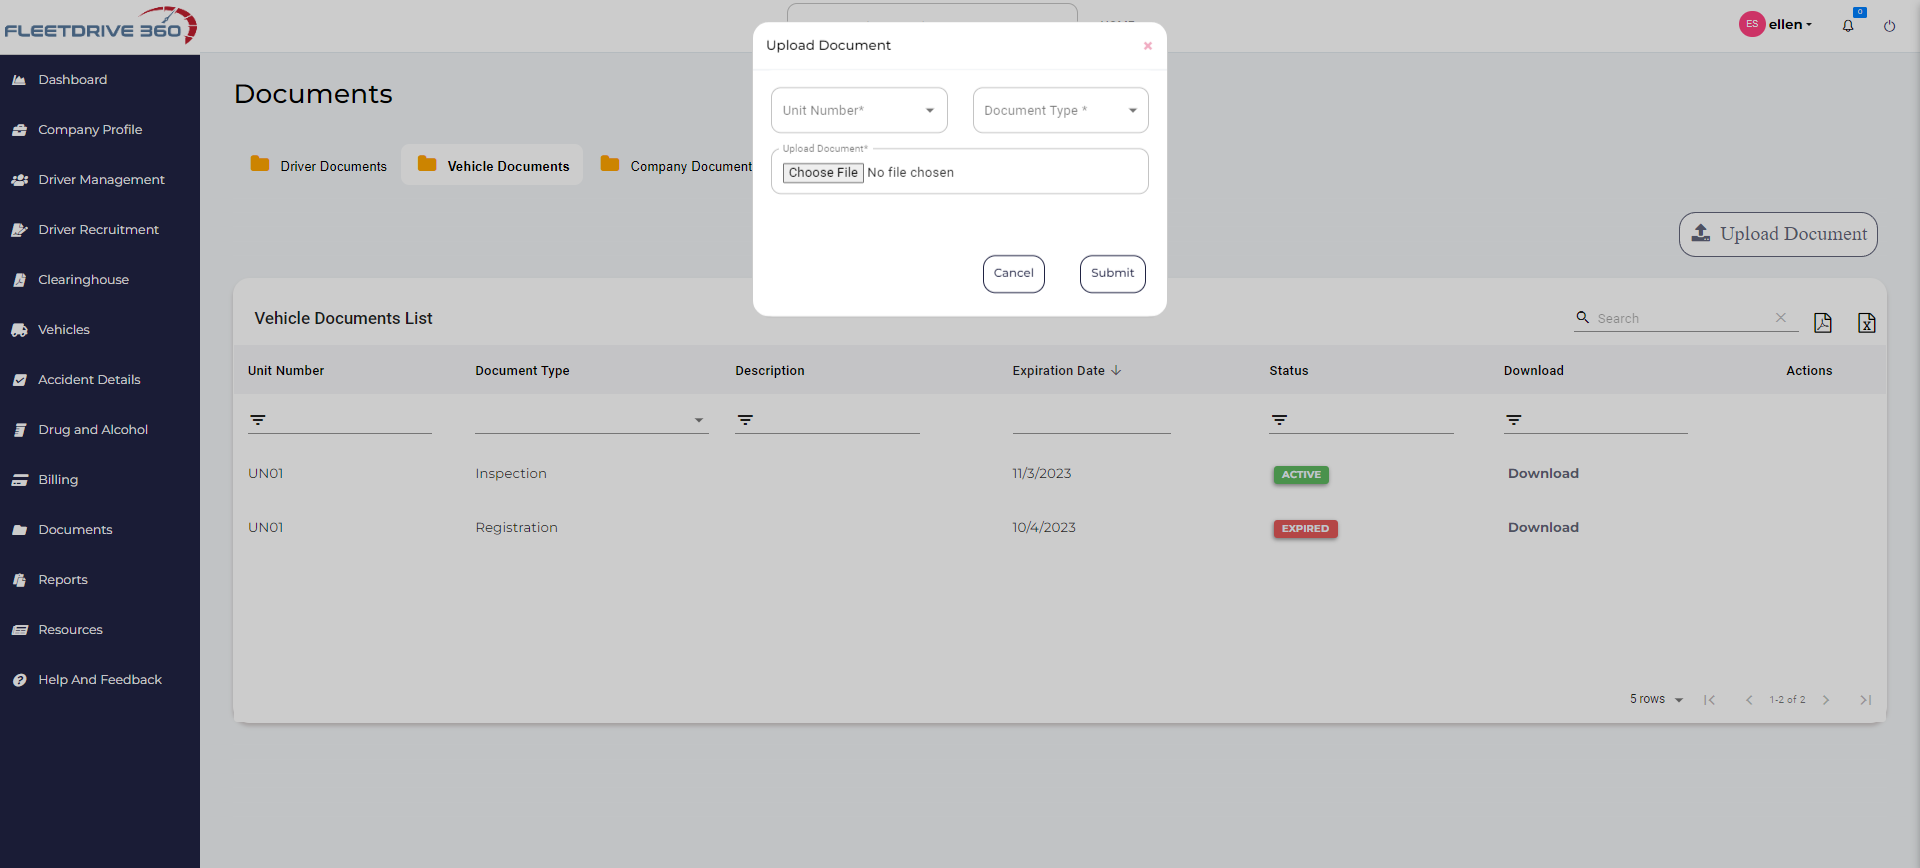 FLEETDRIVE 360
ES ellen
0
Dashboard
Company Profile
Driver Management
Driver Recruitment
Clearinghouse
Vehicles
Accident Details
Drug and Alcohol
Billing
Documents
Reports
Resources
Help And Feedback
Documents
Driver Documents
Vehicle Documents
Company Document
Upload Document
Upload Document
Unit Number*
Document Type *
Upload Document*
Choose File No file chosen
Cancel
Submit
Vehicle Documents List
Search
Unit Number Document Type Description Expiration Date Status Download Actions
UN01 Inspection 11/3/2023 ACTIVE Download
UN01 Registration 10/4/2023 EXPIRED Download
5 rows 1-2 of 2